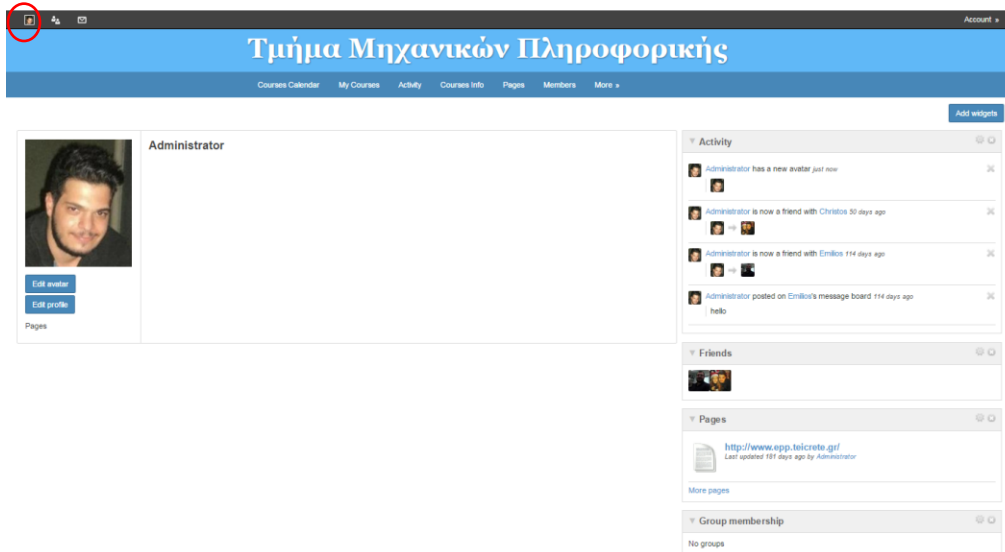 Account »
Τμήμα Μηχανικών Πληροφορικής
Courses Calendar My Courses Activity Courses Info Pages Members More »
Add widgets
Administrator
Edit avatar
Edit profile
Pages
Activity
Administrator has a new avatar just now
Administrator is now a friend with Christos 50 days ago
Administrator is now a friend with Emilios 114 days ago
Administrator posted on Emilios's message board 114 days ago
hello
Friends
Pages
http://www.epp.teicrete.gr/
Last updated 181 days ago by Administrator
More pages
Group membership
No groups